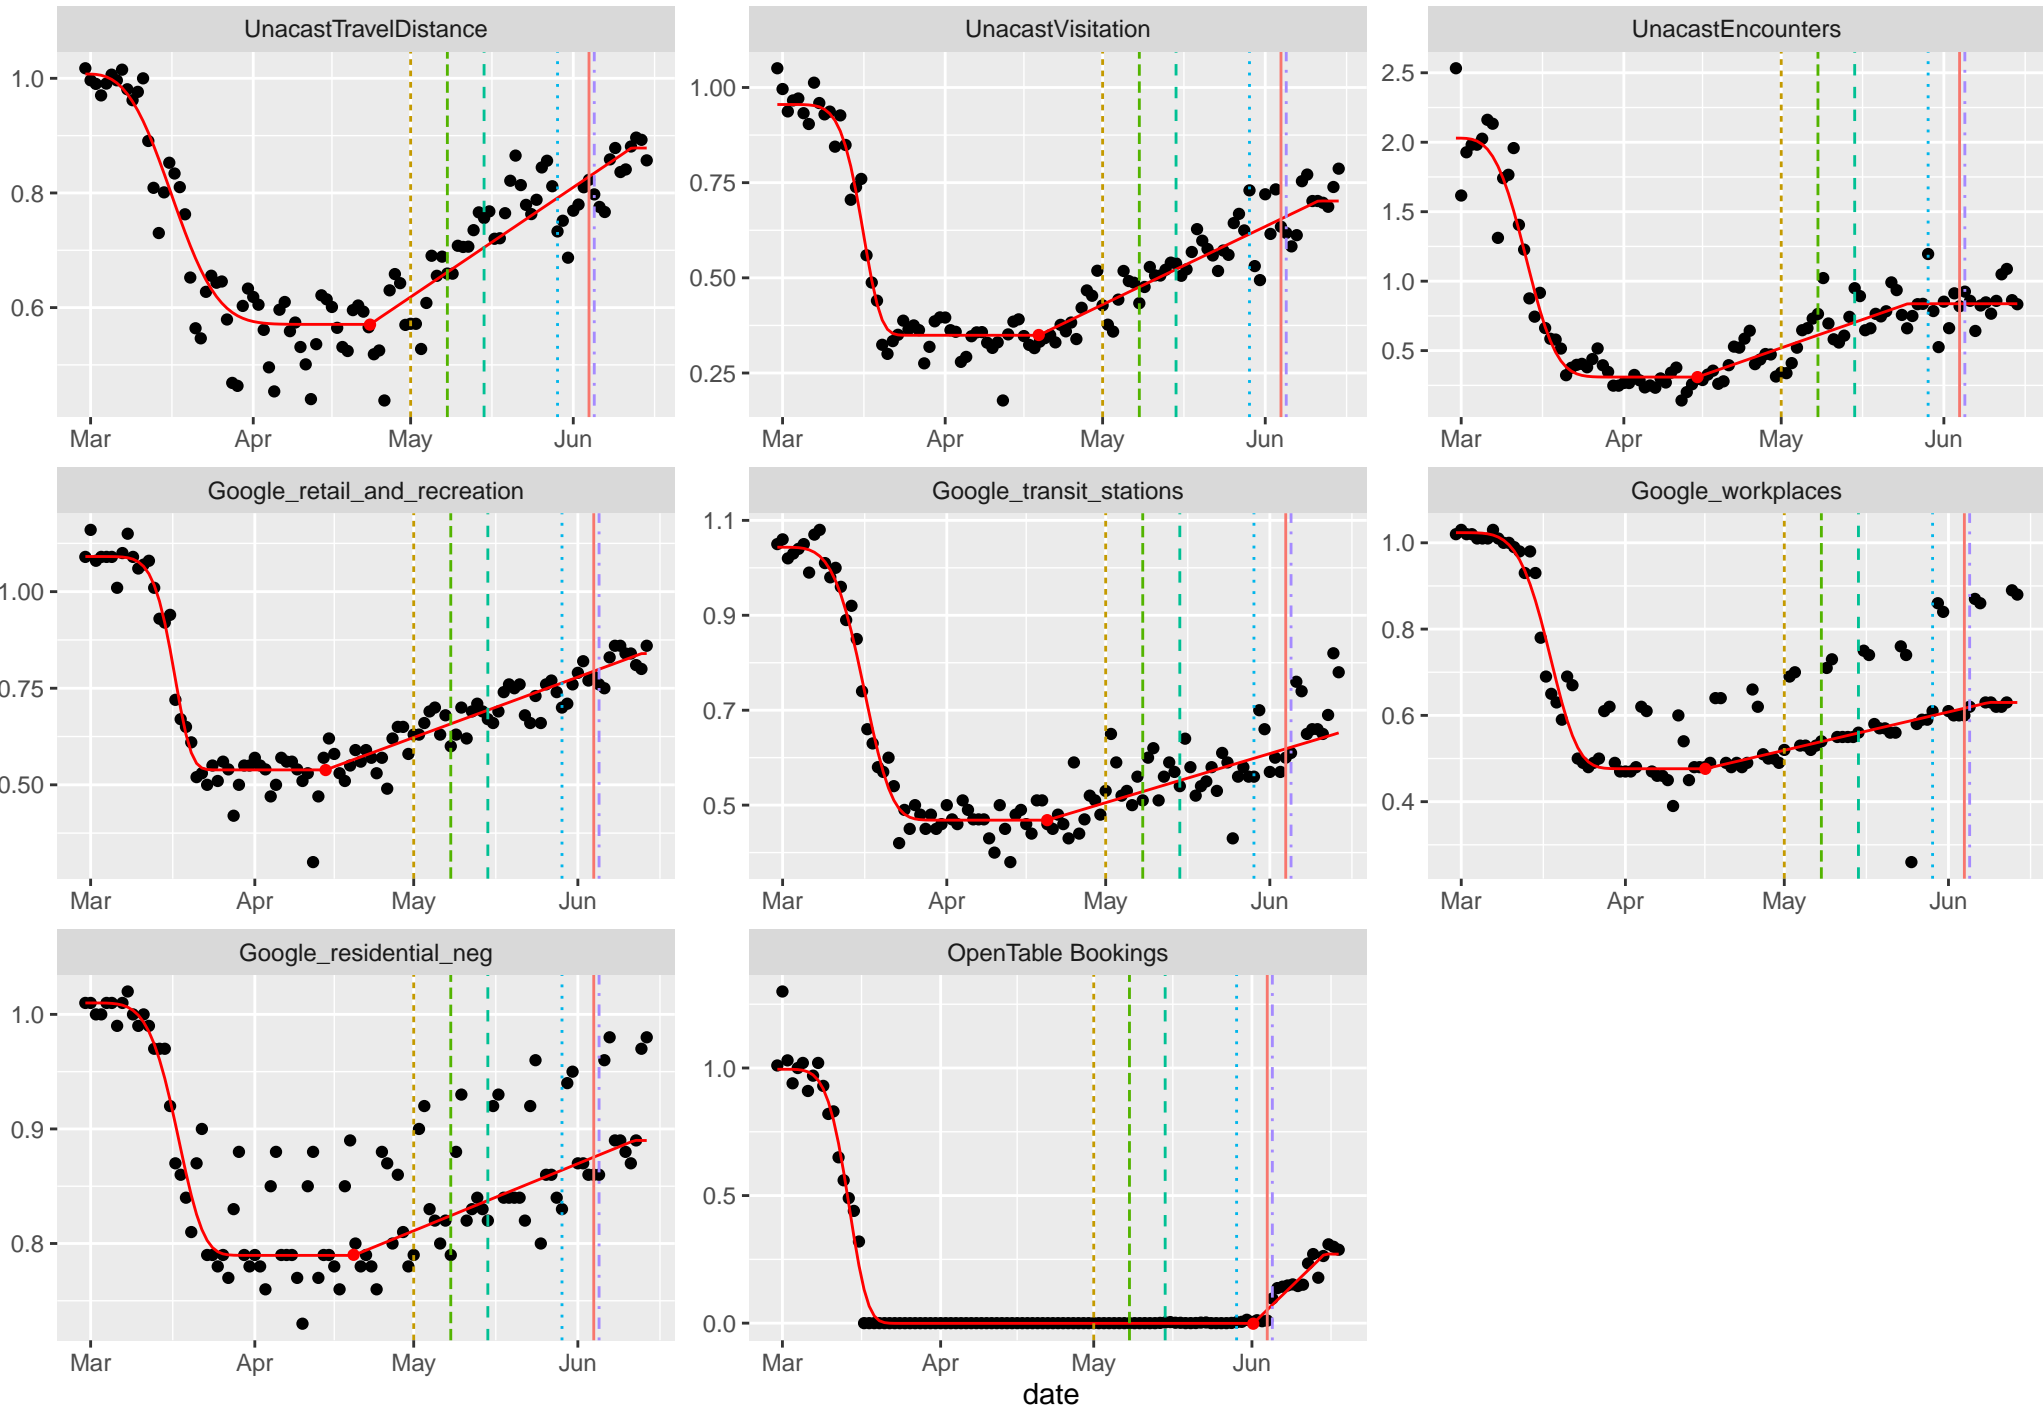 UnacastTravelDistance
UnacastVisitation
UnacastEncounters
1.0
0.8
0.6
Mar Apr May Jun
1.00
0.75
0.50
0.25
Mar Apr May Jun
2.5
2.0
1.5
1.0
0.5
Mar Apr May Jun
Google_retail_and_recreation
Google_transit_stations
Google_workplaces
1.00
0.75
0.50
Mar Apr May Jun
1.1
0.9
0.7
0.5
Mar Apr May Jun
1.0
0.8
0.6
0.4
Mar Apr May Jun
Google_residential_neg
OpenTable Bookings
1.0
0.9
0.8
Mar Apr May Jun
1.0
0.5
0.0
Mar Apr May Jun
date